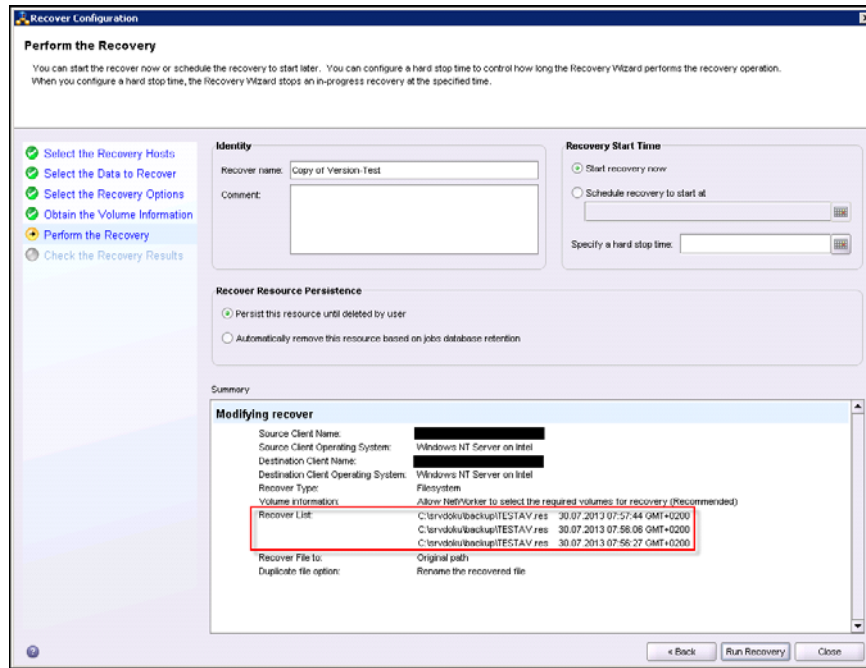 Recover Configuration
Perform the Recovery
You can start the recover now or schedule the recovery to start later. You can configure a hard stop time to control how long the Recovery Wizard performs the recovery operation.
When you configure a hard stop time, the Recovery Wizard stops an in-progress recovery at the specified time.
Select the Recovery Hosts
Select the Data to Recover
Select the Recovery Options
Obtain the Volume Information
Perform the Recovery
Check the Recovery Results
Identity
Recover name: Copy of Version-Test
Comment:
Recovery Start Time
Start recovery now
Schedule recovery to start at
Specify a hard stop time:
Recover Resource Persistence
Persist this resource until deleted by user
Automatically remove this resource based on jobs database retention
Summary
Modifying recover
Source Client Name:
Source Client Operating System: Windows NT Server on Intel
Destination Client Name:
Destination Client Operating System: Windows NT Server on Intel
Recover Type: Filesystem
Volume information: Allow NetWorker to select the required volumes for recovery (Recommended)
Recover List: C:\srvdoku\backup\TESTAV.res 30.07.2013 07:57:44 GMT+0200
C:\srvdoku\backup\TESTAV.res 30.07.2013 07:56:06 GMT+0200
C:\srvdoku\backup\TESTAV.res 30.07.2013 07:56:27 GMT+0200
Recover File to: Original path
Duplicate file option: Rename the recovered file
< Back Run Recovery Close